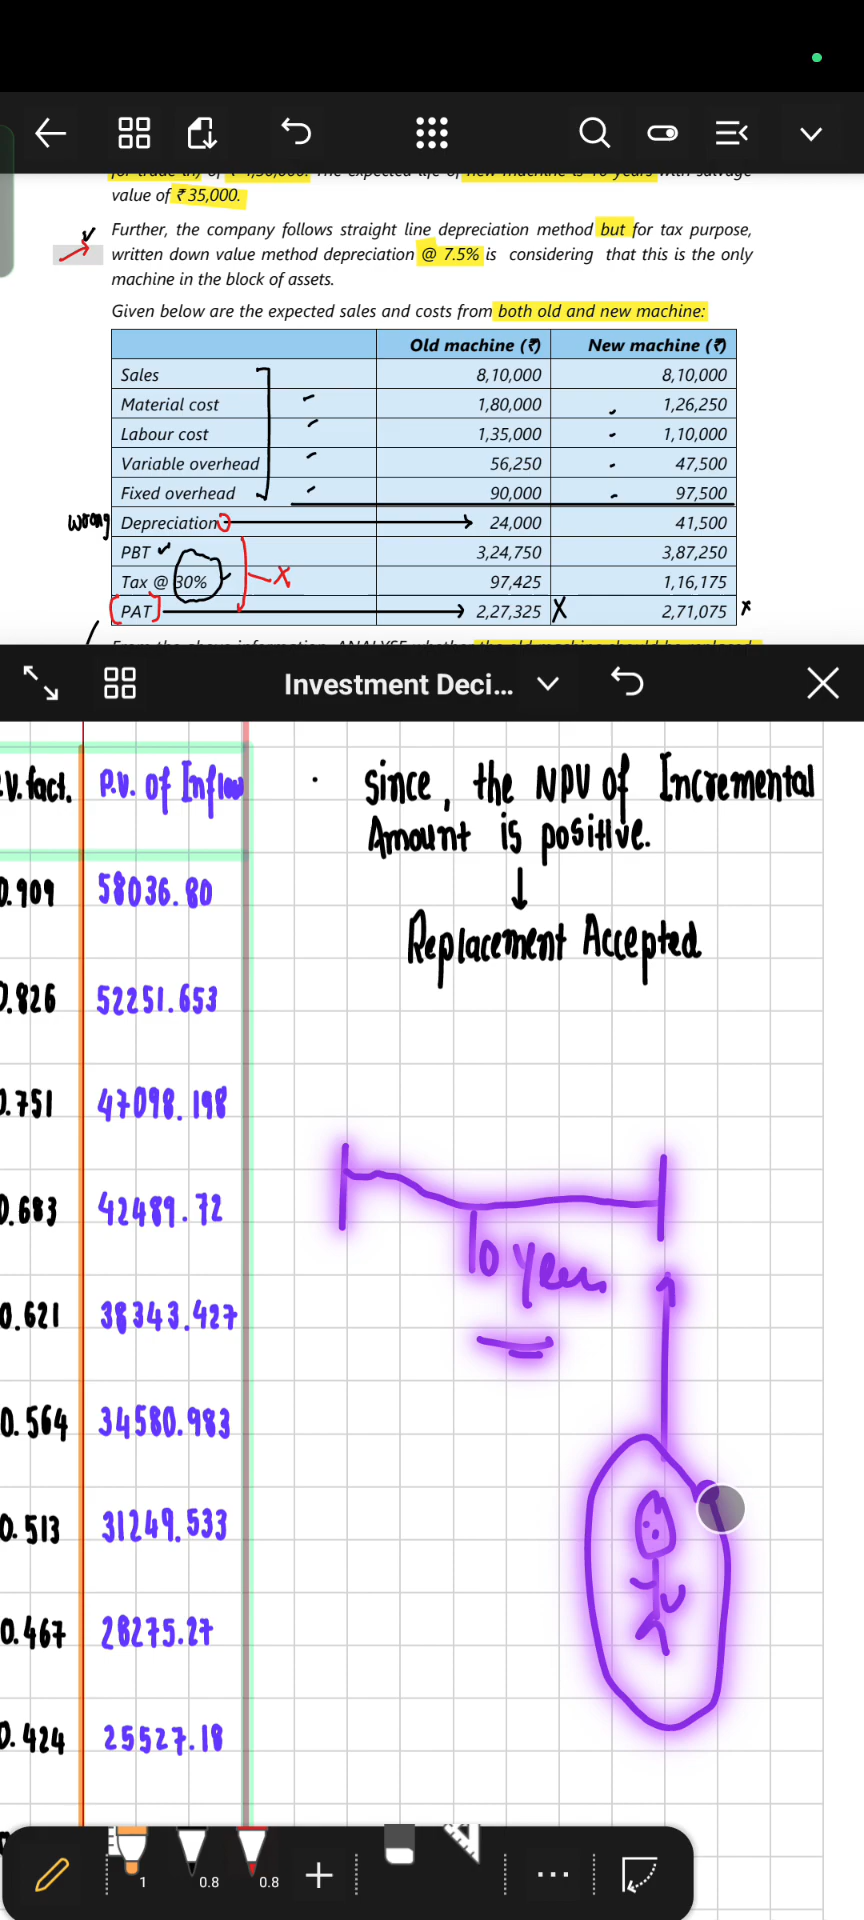 value of ₹ 35,000.
Further, the company follows straight line depreciation method but for tax purpose,
written down value method depreciation @ 7.5% is considering that this is the only
machine in the block of assets.
Given below are the expected sales and costs from both old and new machine:
Old machine (₹) New machine (₹)
Sales 8,10,000 8,10,000
Material cost 1,80,000 1,26,250
Labour cost 1,35,000 1,10,000
Variable overhead 56,250 47,500
Fixed overhead 90,000 97,500
wrong Depreciation 24,000 41,500
PBT 3,24,750 3,87,250
Tax @ 30% 97,425 1,16,175
PAT 2,27,325 X 2,71,075 x
Investment Deci...
.V. fact. P.V. of Inflow
since, the NPV of Incremental
Amount is positive.
Replacement Accepted
0.909 58036.80
0.826 52251.653
0.751 47098.198
0.683 42489.72
0.621 38343.427
0.564 34580.983
0.513 31249.533
0.467 28275.27
0.424 25527.18
10 Years
1 0.8 0.8